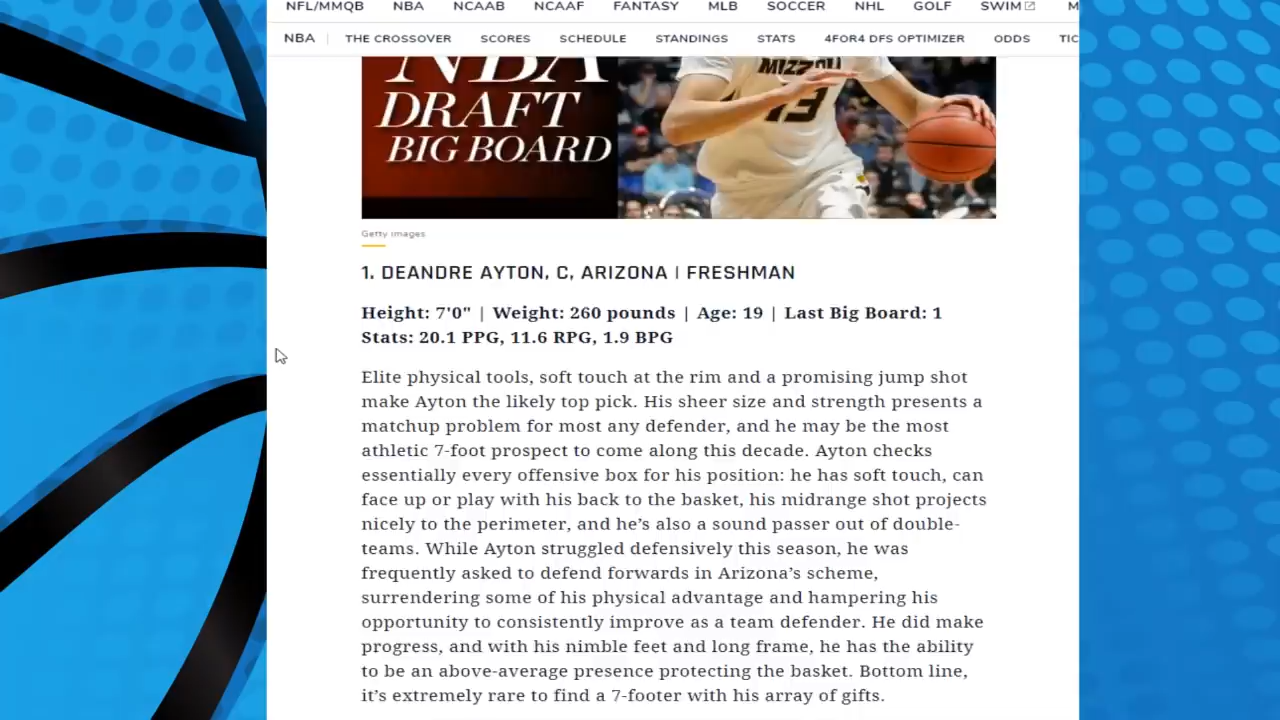 NFL/MMQB NBA NCAAB NCAAF FANTASY MLB SOCCER NHL GOLF SWIM M
NBA THE CROSSOVER SCORES SCHEDULE STANDINGS STATS 4FOR4 DFS OPTIMIZER ODDS TIC
NBA
DRAFT
BIG BOARD
MIZZOU
13
Getty Images
1. DEANDRE AYTON, C, ARIZONA | FRESHMAN
Height: 7'0" | Weight: 260 pounds | Age: 19 | Last Big Board: 1
Stats: 20.1 PPG, 11.6 RPG, 1.9 BPG
Elite physical tools, soft touch at the rim and a promising jump shot
make Ayton the likely top pick. His sheer size and strength presents a
matchup problem for most any defender, and he may be the most
athletic 7-foot prospect to come along this decade. Ayton checks
essentially every offensive box for his position: he has soft touch, can
face up or play with his back to the basket, his midrange shot projects
nicely to the perimeter, and he’s also a sound passer out of double-
teams. While Ayton struggled defensively this season, he was
frequently asked to defend forwards in Arizona’s scheme,
surrendering some of his physical advantage and hampering his
opportunity to consistently improve as a team defender. He did make
progress, and with his nimble feet and long frame, he has the ability
to be an above-average presence protecting the basket. Bottom line,
it’s extremely rare to find a 7-footer with his array of gifts.